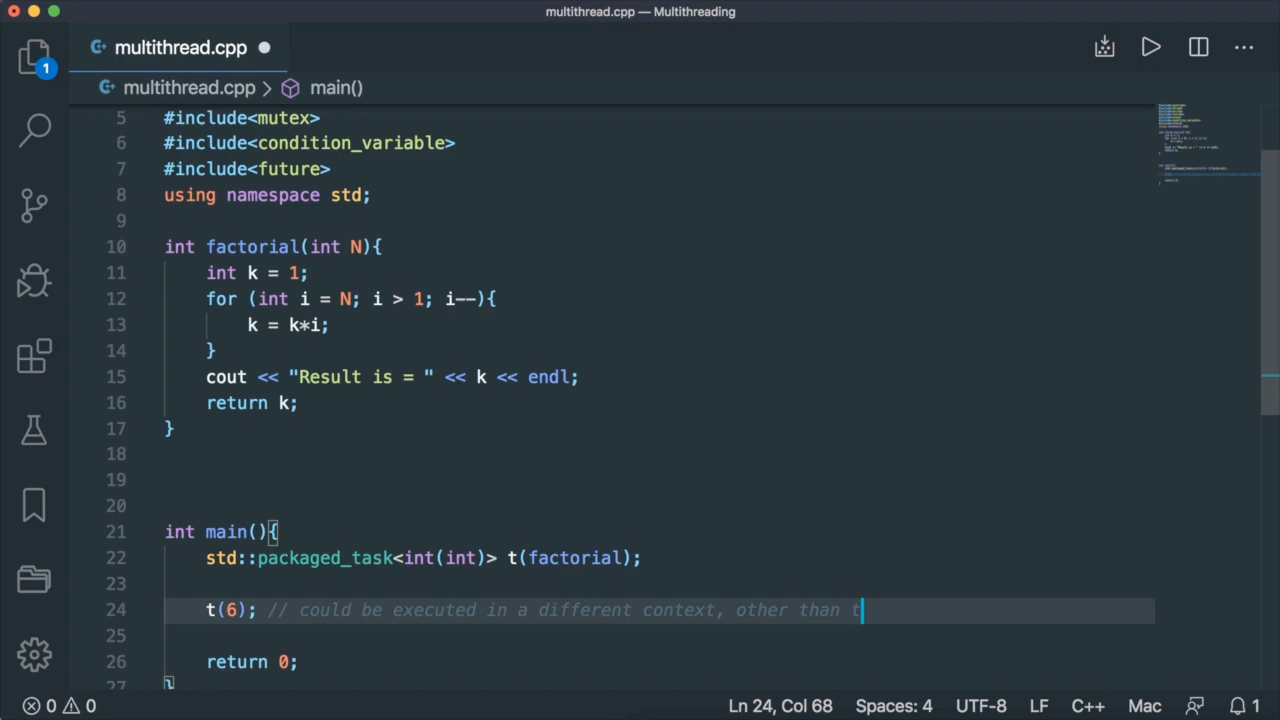 multithread.cpp — Multithreading
multithread.cpp
1
multithread.cpp > main()
5 #include<mutex>
6 #include<condition_variable>
7 #include<future>
8 using namespace std;
9
10 int factorial(int N){
11 int k = 1;
12 for (int i = N; i > 1; i--){
13 k = k*i;
14 }
15 cout << "Result is = " << k << endl;
16 return k;
17 }
18
19
20
21 int main(){
22 std::packaged_task<int(int)> t(factorial);
23
24 t(6); // could be executed in a different context, other than t
25
26 return 0;
27 }
0 0 Ln 24, Col 68 Spaces: 4 UTF-8 LF C++ Mac 1